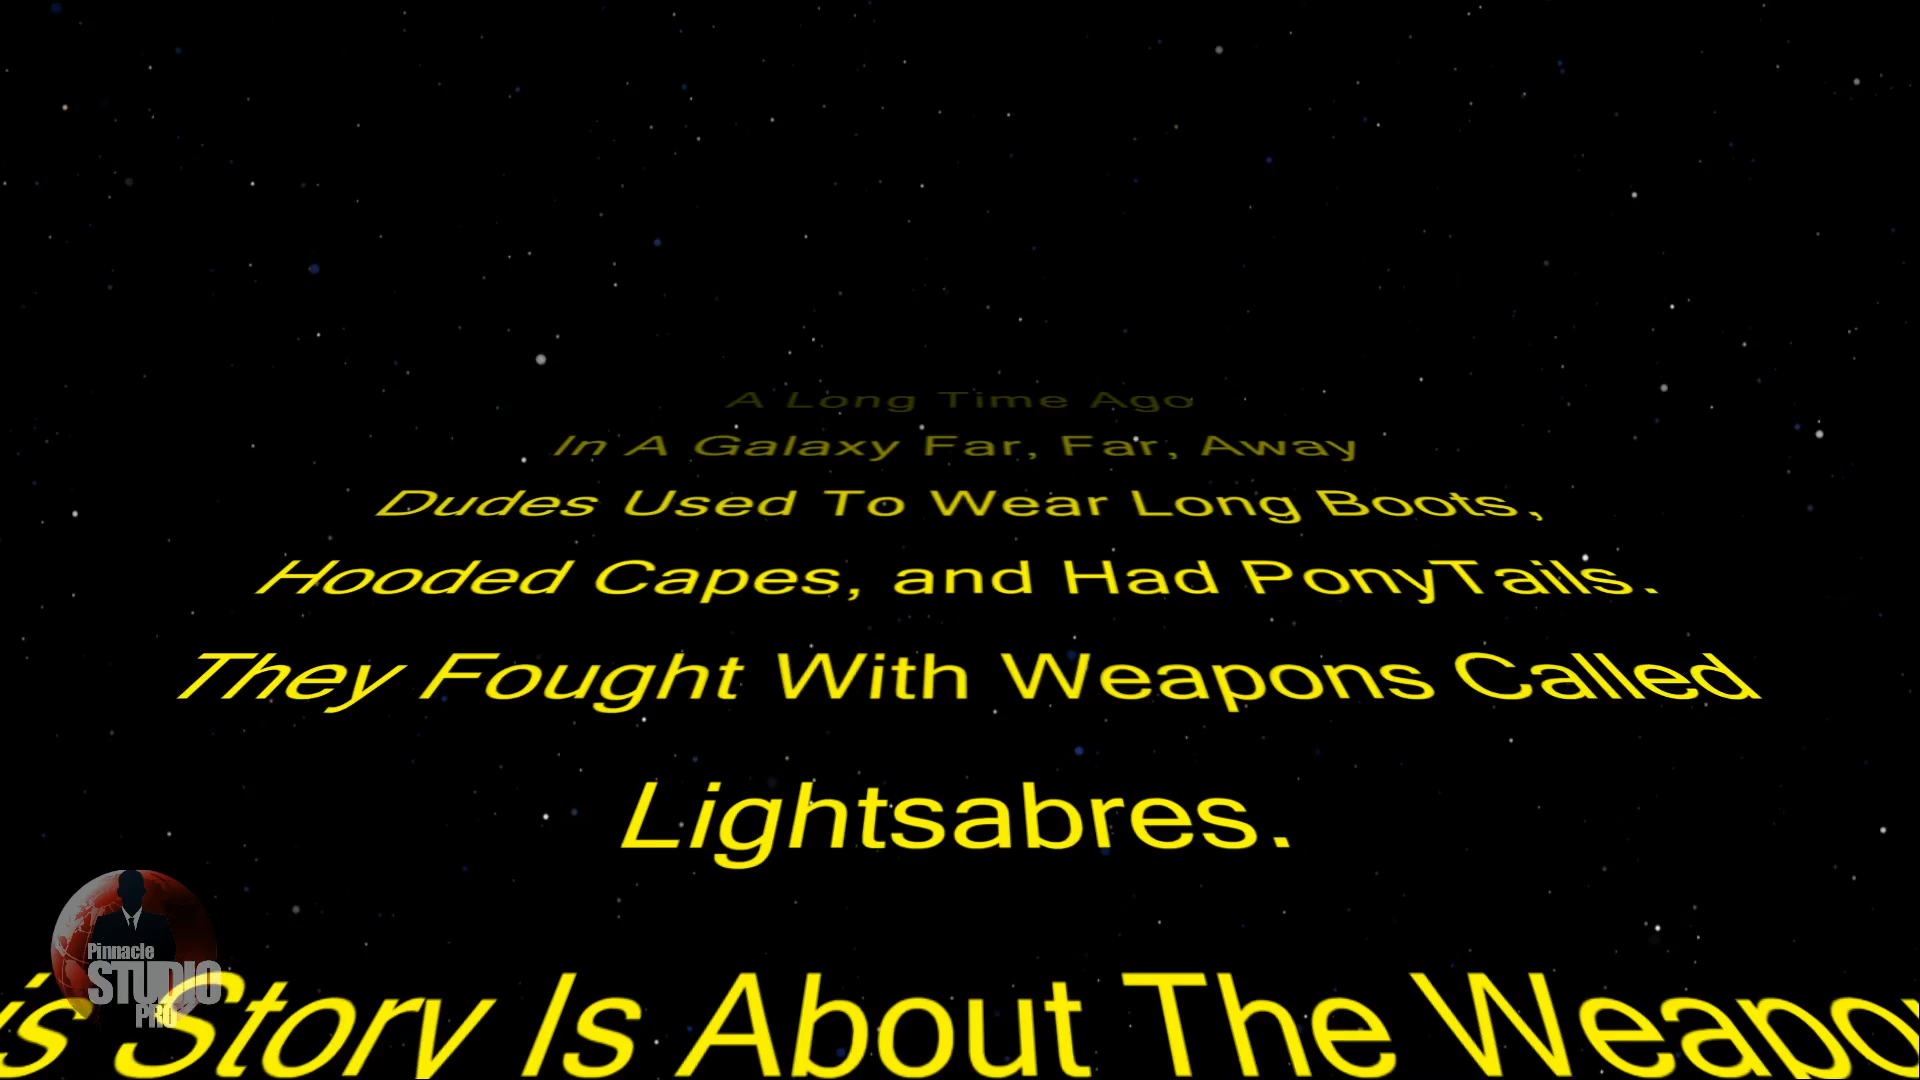 A Long Time Ago
In A Galaxy Far, Far, Away
Dudes Used To Wear Long Boots,
Hooded Capes, and Had PonyTails.
They Fought With Weapons Called
Lightsabres.
Story Is About The
Pinnacle
STUDIO
PRO